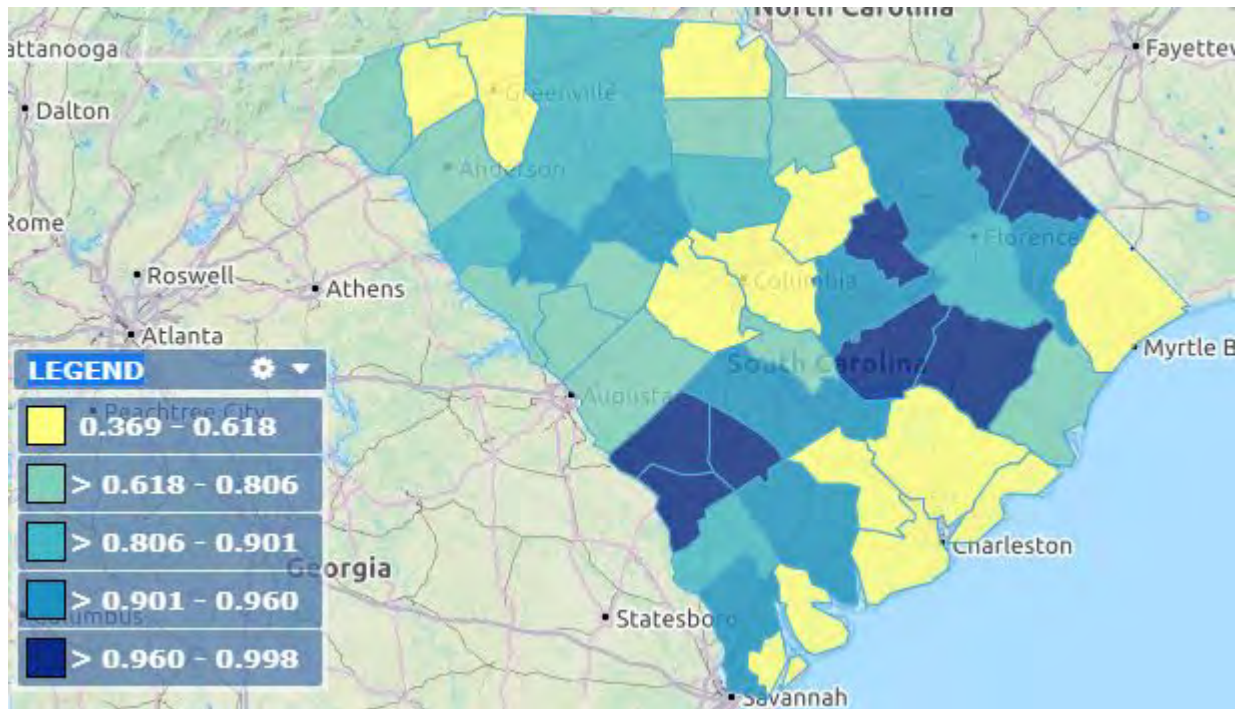 North Carolina
attanooga
Fayettev
Dalton
Greenville
Anderson
Rome
Florence
Roswell
Athens
Columbia
Atlanta
Myrtle B
South Carolina
LEGEND
Augusta
Peachtree City
0.369 - 0.618
> 0.618 - 0.806
> 0.806 - 0.901
Charleston
Georgia
> 0.901 - 0.960
Columbus
Statesboro
> 0.960 - 0.998
Savannah